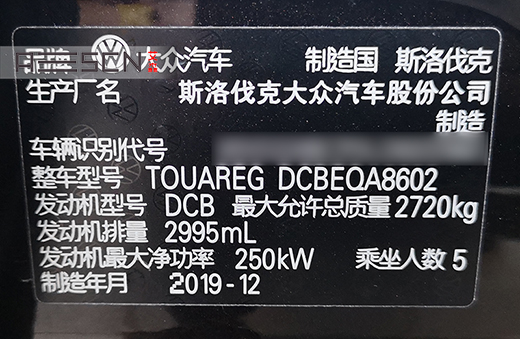 品牌 大众汽车 制造国 斯洛伐克
生产厂名 斯洛伐克大众汽车股份公司
制造
车辆识别代号
整车型号 TOUAREG DCBEQA8602
发动机型号 DCB 最大允许总质量 2720kg
发动机排量 2995mL
发动机最大净功率 250kW 乘坐人数 5
制造年月 2019-12